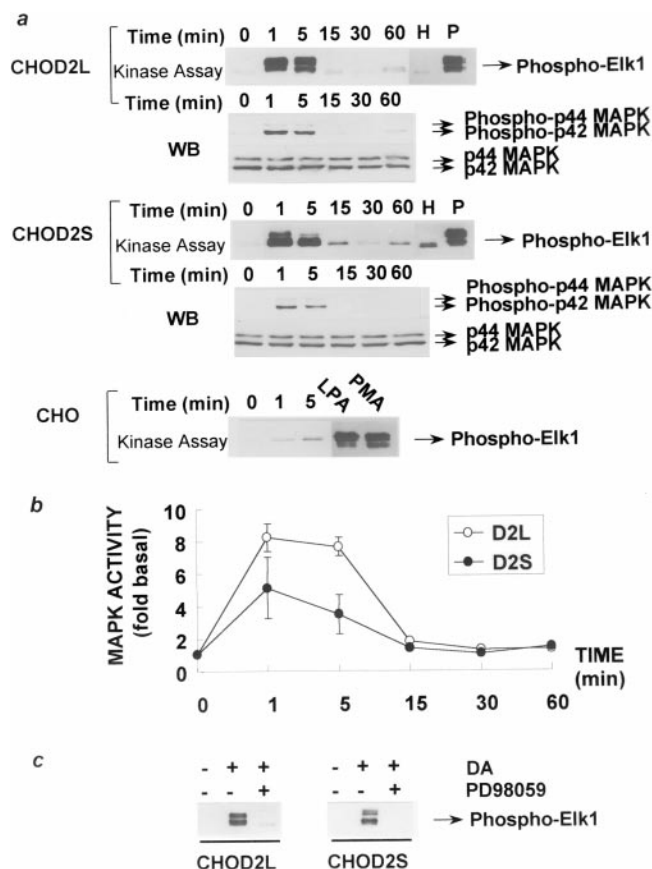 a
Time (min) 0 1 5 15 30 60 H P
CHOD2L
Kinase Assay
Phospho-Elk1
Time (min) 0 1 5 15 30 60
WB
Phospho-p44 MAPK
Phospho-p42 MAPK
p44 MAPK
p42 MAPK
Time (min) 0 1 5 15 30 60 H P
CHOD2S
Kinase Assay
Phospho-Elk1
Time (min) 0 1 5 15 30 60
WB
Phospho-p44 MAPK
Phospho-p42 MAPK
p44 MAPK
p42 MAPK
CHO
Time (min) 0 1 5 LPA PMA
Kinase Assay
Phospho-Elk1
b
MAPK ACTIVITY
(fold basal)
10
8
6
4
2
0
D2L
D2S
0 1 5 15 30 60
TIME
(min)
c
- + + - + + DA
- - + - - + PD98059
Phospho-Elk1
CHOD2L CHOD2S